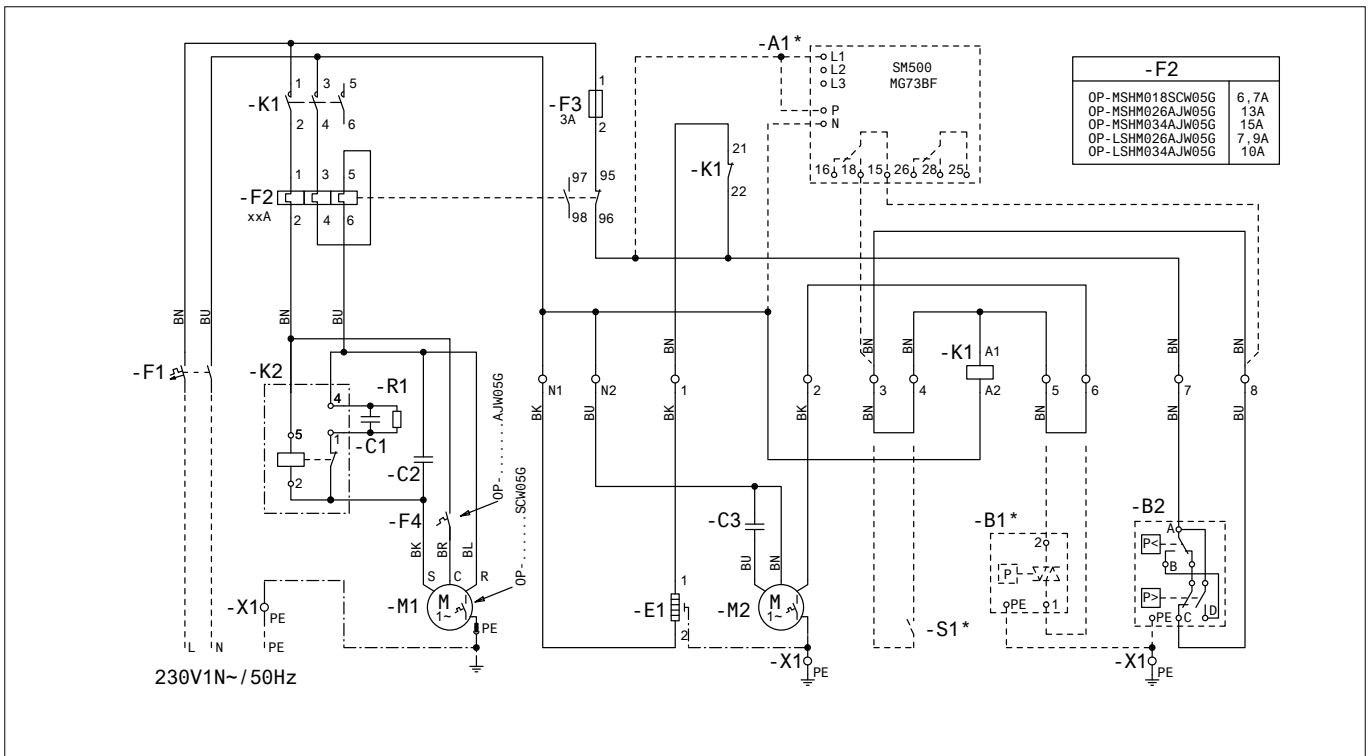 -A1*
L1
L2
L3
P
N
SM500
MG73BF
16
18
15
26
28
25
-F2
OP-MSHM018SCW05G 6,7A
OP-MSHM026AJW05G 13A
OP-MSHM034AJW05G 15A
OP-LSHM026AJW05G 7,9A
OP-LSHM034AJW05G 10A
-K1
1
3
5
2
4
6
-F3
3A
1
2
-K1
21
22
-F2
xxA
1
3
5
2
4
6
97
95
98
96
BN
BU
BN
BU
BN
BN
BN
BN
BN
-F1
-K2
-R1
4
5
1
2
-C1
-C2
OP-......AJW05G
OP-......SCW05G
N1
N2
1
2
3
4
-K1
A1
A2
5
6
7
8
BK
BU
BK
BK
BN
BN
BN
BN
BN
BU
-F4
BK
BR
BL
S
C
R
-M1
M
1~
PE
-C3
BU
BN
-E1
1
2
-M2
M
1~
-X1
PE
-S1*
-B1*
2
P
PE
1
-B2
A
P<
B
P>
D
PE
C
-X1
PE
-X1
PE
L
N
PE
230V1N~/50Hz